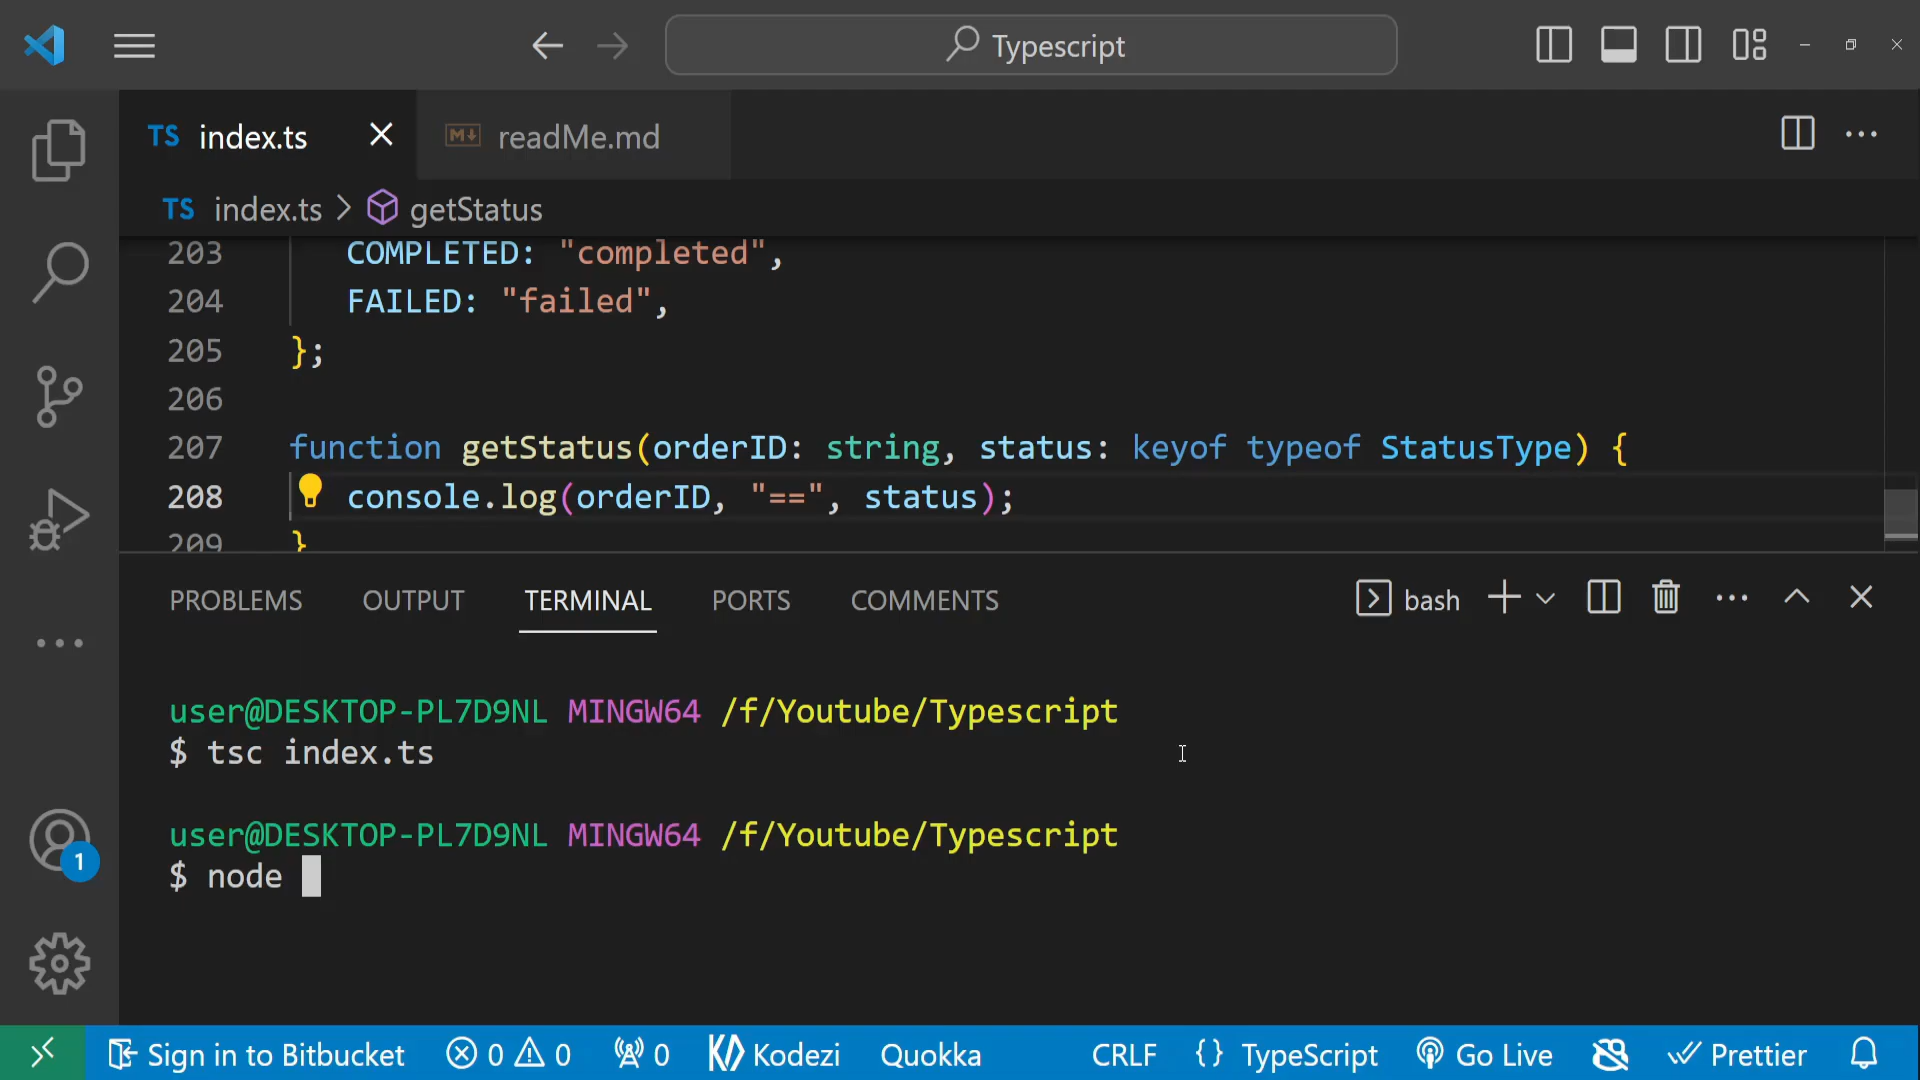 Typescript
TS index.ts
readMe.md
TS index.ts > getStatus
203 COMPLETED: "completed",
204 FAILED: "failed",
205 };
206
207 function getStatus(orderID: string, status: keyof typeof StatusType) {
208 console.log(orderID, "==", status);
209 }
PROBLEMS OUTPUT TERMINAL PORTS COMMENTS bash
user@DESKTOP-PL7D9NL MINGW64 /f/Youtube/Typescript
$ tsc index.ts
user@DESKTOP-PL7D9NL MINGW64 /f/Youtube/Typescript
$ node
1
Sign in to Bitbucket 0 0 0 Kodezi Quokka CRLF {} TypeScript Go Live Prettier